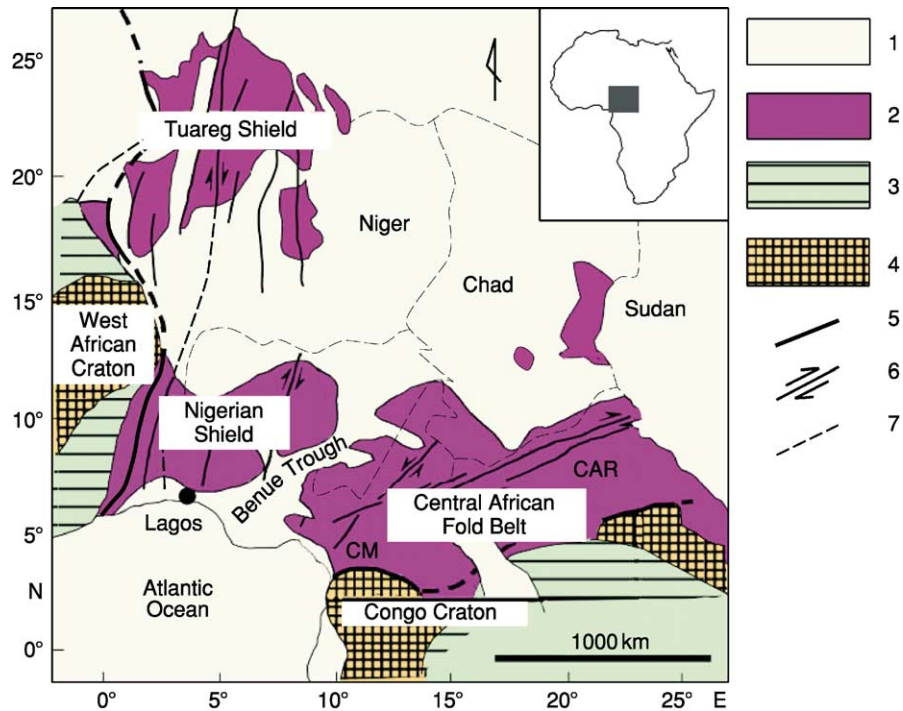 25°
20°
15°
10°
5°
N
0°
0°
5°
10°
15°
20°
25°
E
Tuareg Shield
Niger
Chad
Sudan
West
African
Craton
Nigerian
Shield
Benue Trough
Lagos
CAR
Central African
Fold Belt
CM
Atlantic
Ocean
Congo Craton
1000 km
1
2
3
4
5
6
7